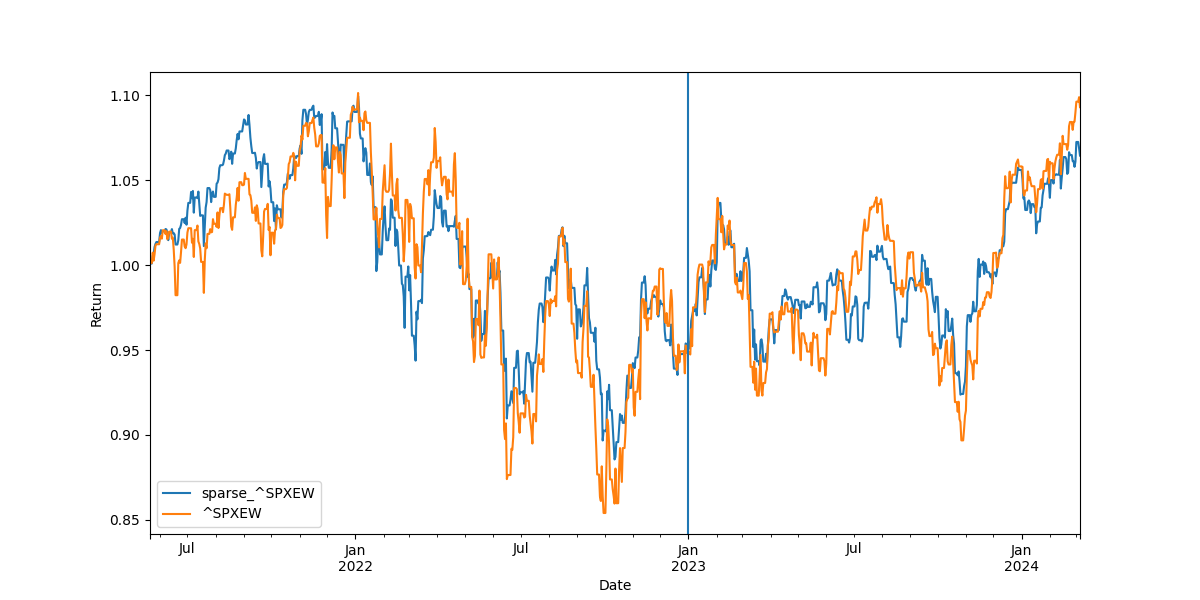 1.10
1.05
1.00
0.95
0.90
0.85
Return
sparse_^SPXEW
^SPXEW
Jul
Jan
2022
Jul
Jan
2023
Jul
Jan
2024
Date